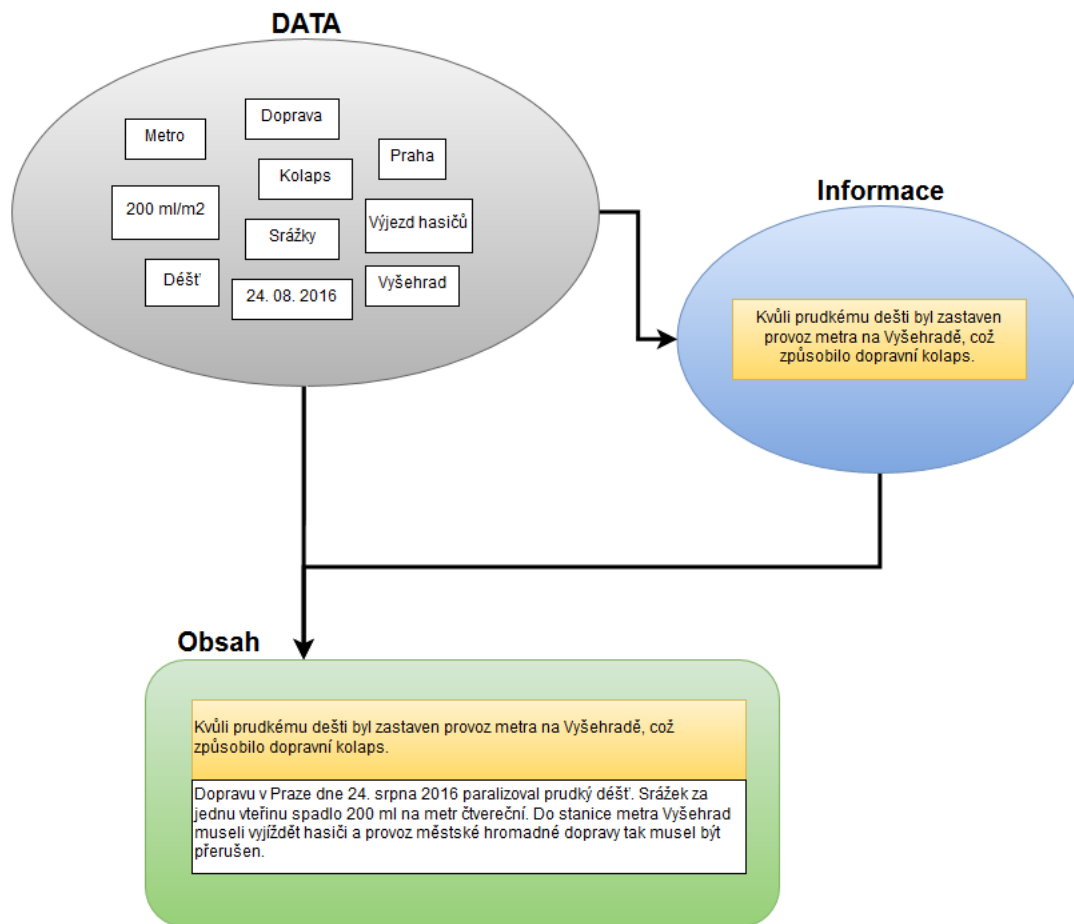 DATA
Metro
Doprava
Praha
Kolaps
200 ml/m2
Výjezd hasičů
Srážky
Déšť
24. 08. 2016
Vyšehrad
Informace
Kvůli prudkému dešti byl zastaven
provoz metra na Vyšehradě, což
způsobilo dopravní kolaps.
Obsah
Kvůli prudkému dešti byl zastaven provoz metra na Vyšehradě, což
způsobilo dopravní kolaps.
Dopravu v Praze dne 24. srpna 2016 paralizoval prudký déšť. Srážek za
jednu vteřinu spadlo 200 ml na metr čtvereční. Do stanice metra Vyšehrad
museli vyjíždět hasiči a provoz městské hromadné dopravy tak musel být
přerušen.